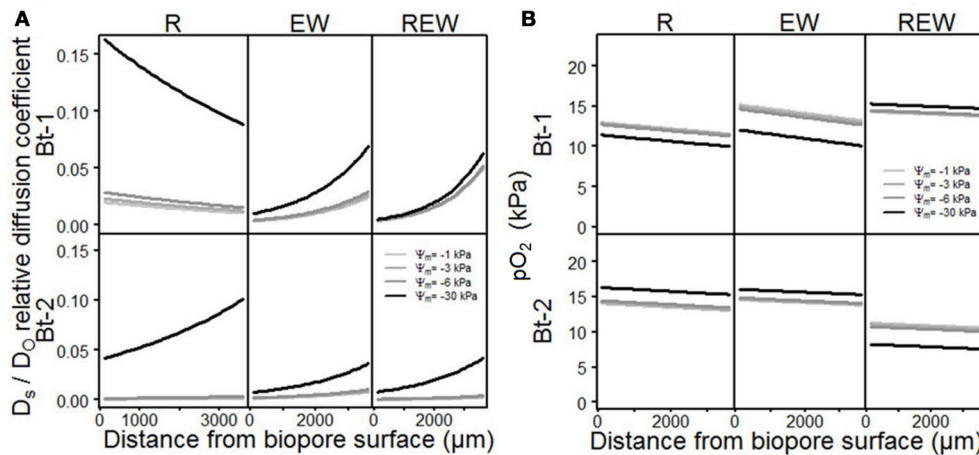 A
R EW REW
D_s / D_O relative diffusion coefficient
Bt-1
0.15
0.10
0.05
0.00
Bt-2
0.15
0.10
0.05
0.00
Ψm= -1 kPa
Ψm= -3 kPa
Ψm= -6 kPa
Ψm= -30 kPa
0 1000 3000 0 2000 0 2000
Distance from biopore surface (µm)
B
R EW REW
pO2 (kPa)
Bt-1
20
15
10
5
0
Ψm= -1 kPa
Ψm= -3 kPa
Ψm= -6 kPa
Ψm= -30 kPa
Bt-2
20
15
10
5
0
0 2000 0 2000 0 2000
Distance from biopore surface (µm)